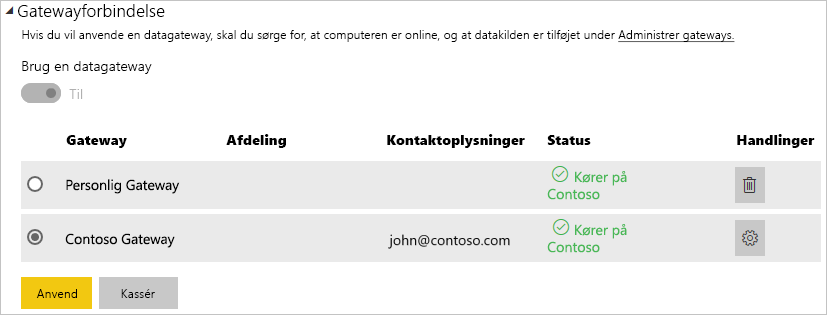 Gatewayforbindelse
Hvis du vil anvende en datagateway, skal du sørge for, at computeren er online, og at datakilden er tilføjet under Administrer gateways.
Brug en datagateway
Til
Gateway Afdeling Kontaktoplysninger Status Handlinger
Personlig Gateway Kører på
Contoso
Contoso Gateway john@contoso.com Kører på
Contoso
Anvend Kassér